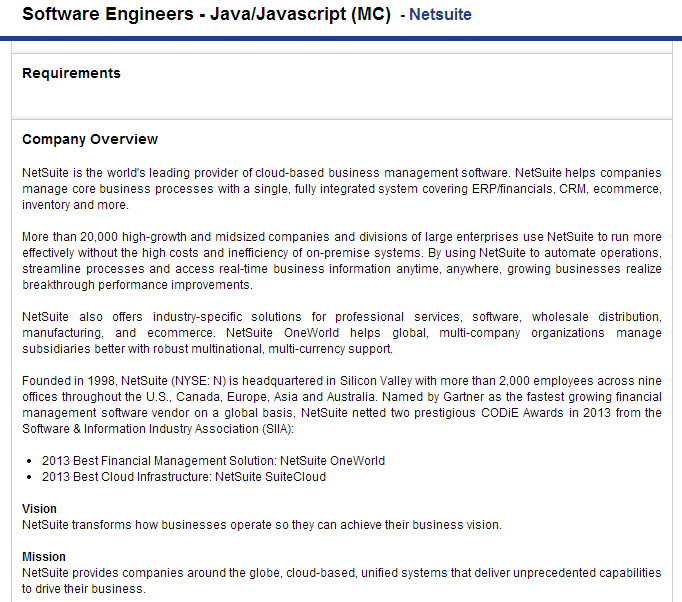 Software Engineers - Java/Javascript (MC) - Netsuite
Requirements
Company Overview
NetSuite is the world's leading provider of cloud-based business management software. NetSuite helps companies
manage core business processes with a single, fully integrated system covering ERP/financials, CRM, ecommerce,
inventory and more.
More than 20,000 high-growth and midsized companies and divisions of large enterprises use NetSuite to run more
effectively without the high costs and inefficiency of on-premise systems. By using NetSuite to automate operations,
streamline processes and access real-time business information anytime, anywhere, growing businesses realize
breakthrough performance improvements.
NetSuite also offers industry-specific solutions for professional services, software, wholesale distribution,
manufacturing, and ecommerce. NetSuite OneWorld helps global, multi-company organizations manage
subsidiaries better with robust multinational, multi-currency support.
Founded in 1998, NetSuite (NYSE: N) is headquartered in Silicon Valley with more than 2,000 employees across nine
offices throughout the U.S., Canada, Europe, Asia and Australia. Named by Gartner as the fastest growing financial
management software vendor on a global basis, NetSuite netted two prestigious CODiE Awards in 2013 from the
Software & Information Industry Association (SIIA):
• 2013 Best Financial Management Solution: NetSuite OneWorld
• 2013 Best Cloud Infrastructure: NetSuite SuiteCloud
Vision
NetSuite transforms how businesses operate so they can achieve their business vision.
Mission
NetSuite provides companies around the globe, cloud-based, unified systems that deliver unprecedented capabilities
to drive their business.